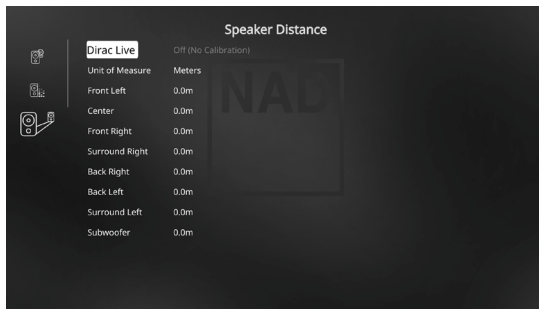 Speaker Distance
Dirac Live Off (No Calibration)
Unit of Measure Meters
Front Left 0.0m
Center 0.0m
Front Right 0.0m
Surround Right 0.0m
Back Right 0.0m
Back Left 0.0m
Surround Left 0.0m
Subwoofer 0.0m
NAD